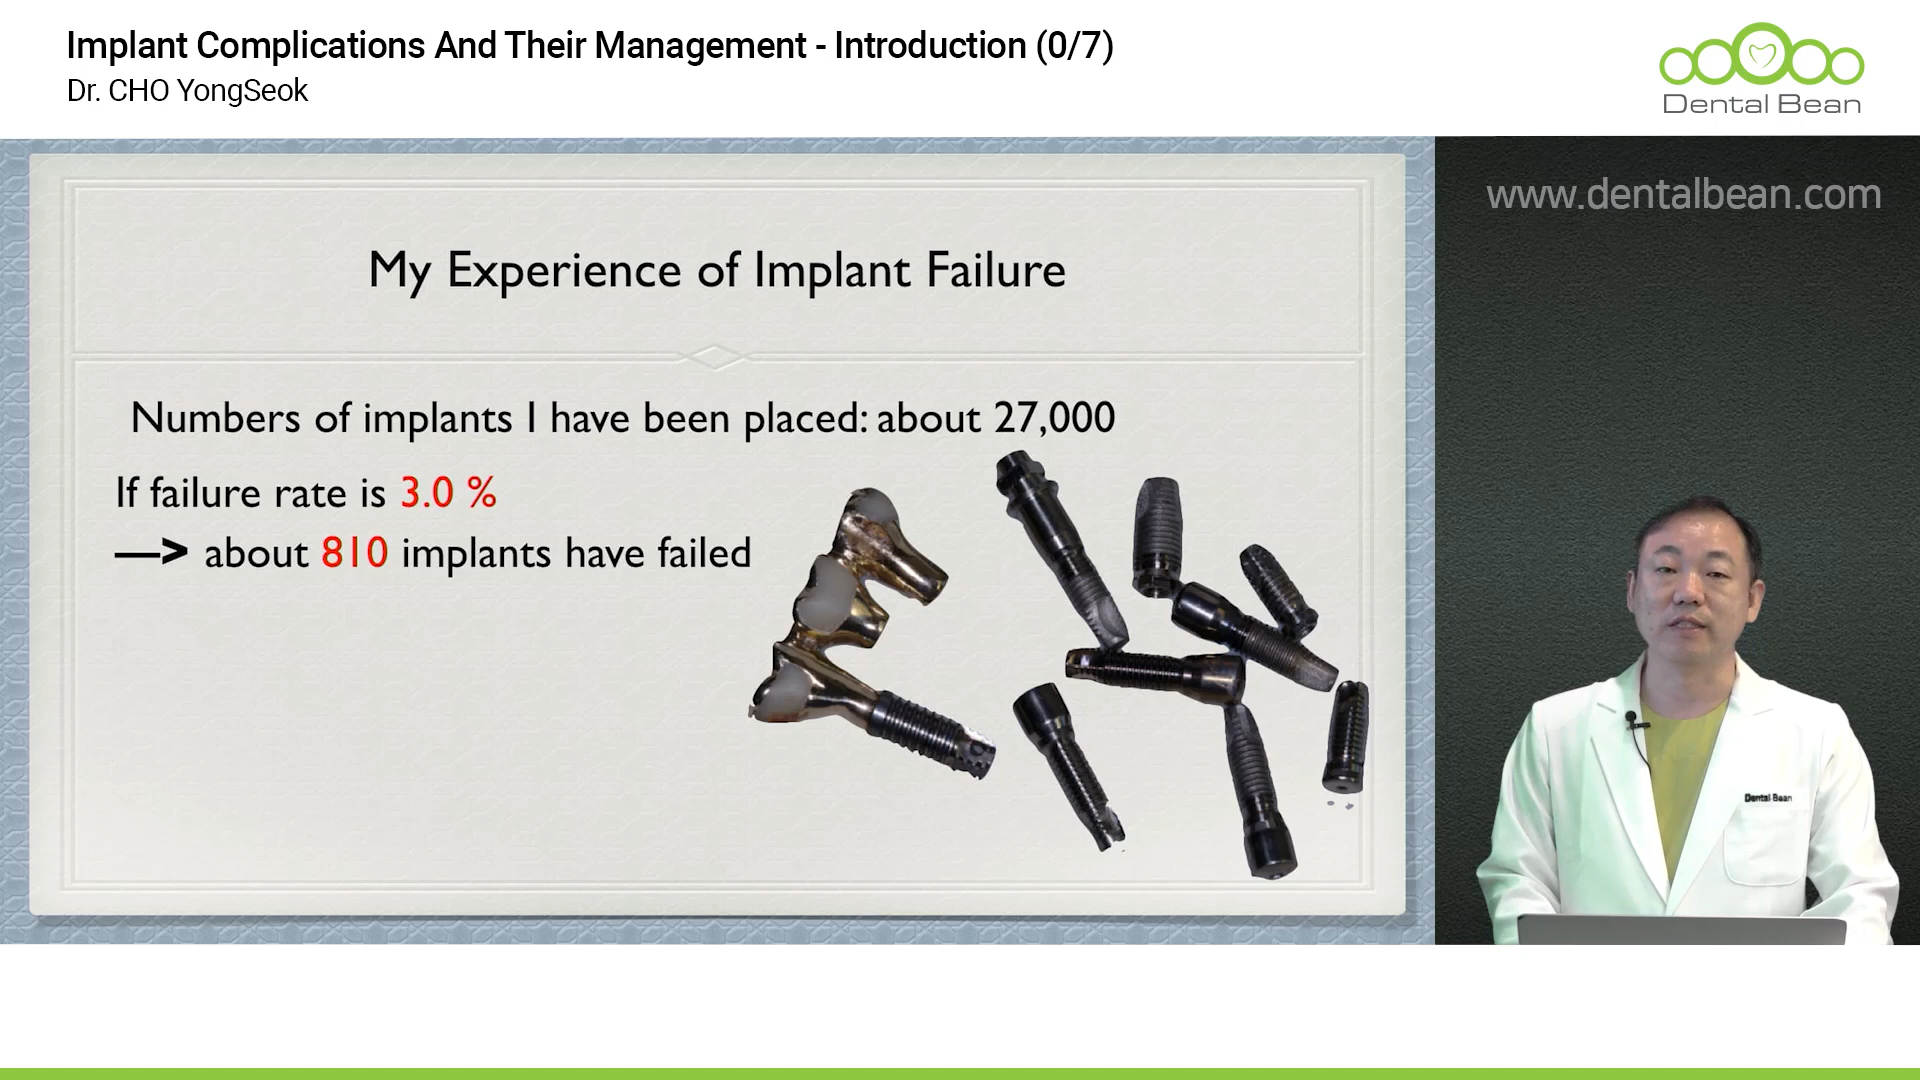 Implant Complications And Their Management - Introduction (0/7)
Dr. CHO YongSeok
Dental Bean
www.dentalbean.com
My Experience of Implant Failure
Numbers of implants I have been placed: about 27,000
If failure rate is 3.0 %
—> about 810 implants have failed
Dental Bean